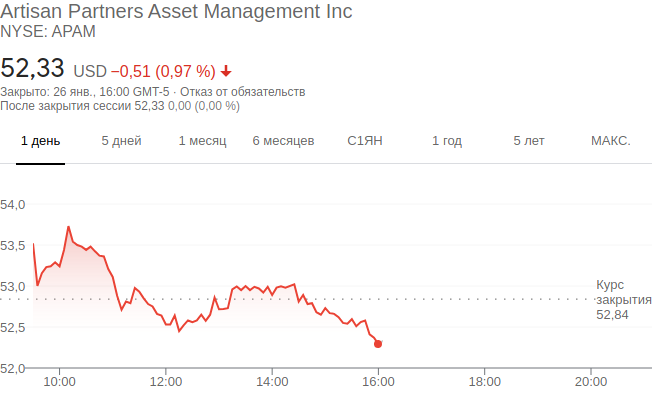 Artisan Partners Asset Management Inc
NYSE: APAM
52,33 USD −0,51 (0,97 %)
Закрыто: 26 янв., 16:00 GMT-5 · Отказ от обязательств
После закрытия сессии 52,33 0,00 (0,00 %)
1 день 5 дней 1 месяц 6 месяцев С1ЯН 1 год 5 лет МАКС.
54,0
53,5
53,0
52,5
52,0
Курс
закрытия
52,84
10:00 12:00 14:00 16:00 18:00 20:00